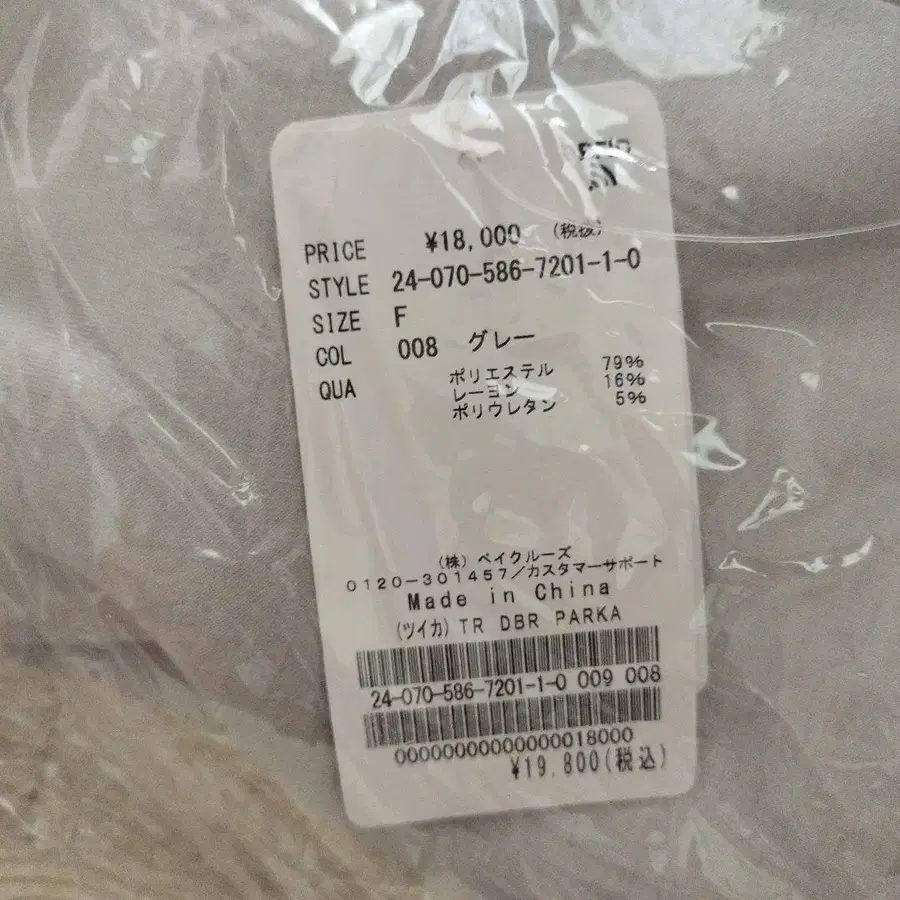 PRICE ¥18,000 (税抜)
STYLE 24-070-586-7201-1-0
SIZE F
COL 008 グレー
QUA ポリエステル 79%
レーヨン 16%
ポリウレタン 5%
(株) ベイクルーズ
0120-301457/カスタマーサポート
Made in China
(ツイカ) TR DBR PARKA
24-070-586-7201-1-0 009 008
00000000000000018000
¥19,800(税込)